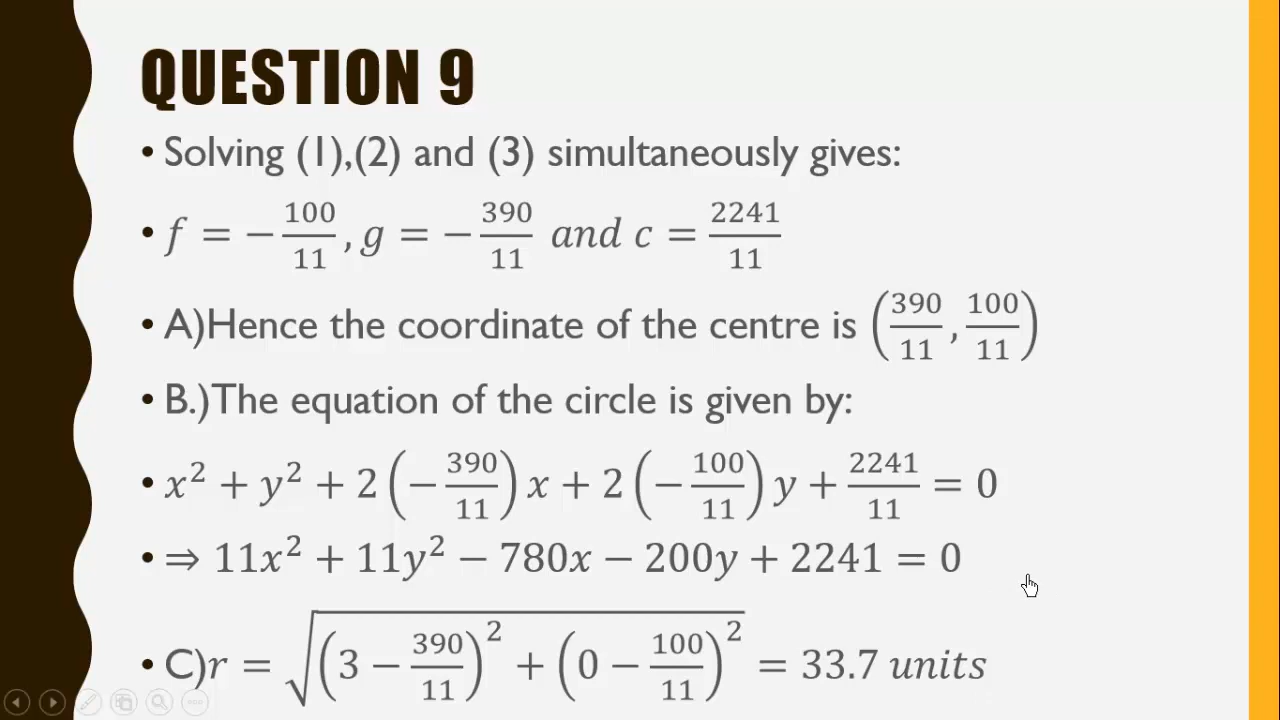 QUESTION 9
• Solving (1),(2) and (3) simultaneously gives:
• f = −100/11, g = −390/11 and c = 2241/11
• A)Hence the coordinate of the centre is (390/11, 100/11)
• B.)The equation of the circle is given by:
• x² + y² + 2(−390/11)x + 2(−100/11)y + 2241/11 = 0
• ⇒ 11x² + 11y² − 780x − 200y + 2241 = 0
• C)r = √((3 − 390/11)² + (0 − 100/11)²) = 33.7 units